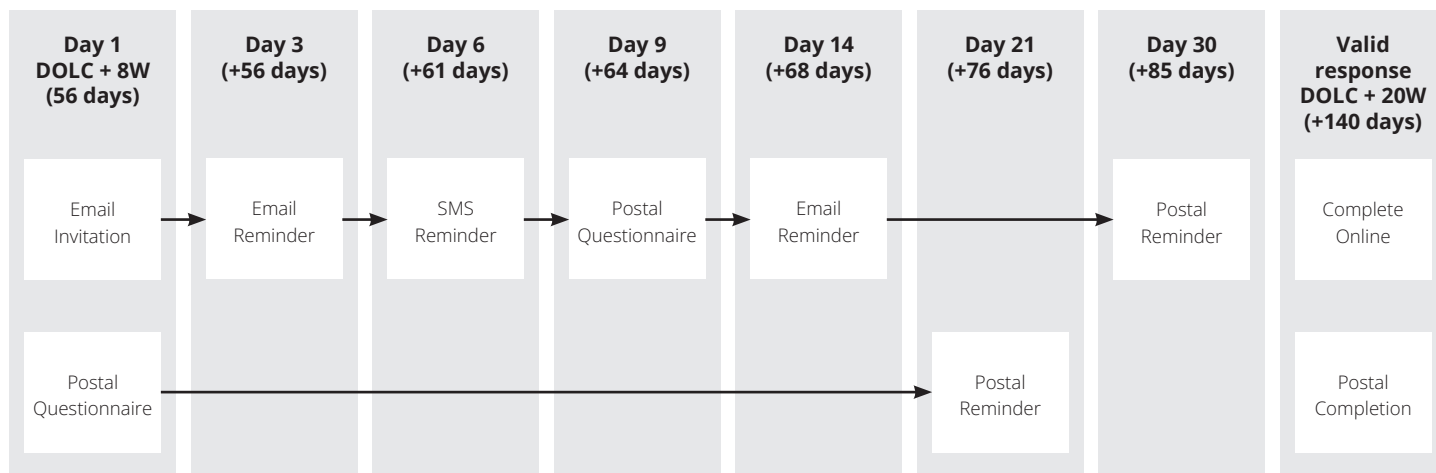 Day 1
DOLC + 8W
(56 days)
Day 3
(+56 days)
Day 6
(+61 days)
Day 9
(+64 days)
Day 14
(+68 days)
Day 21
(+76 days)
Day 30
(+85 days)
Valid
response
DOLC + 20W
(+140 days)
Email
Invitation
Email
Reminder
SMS
Reminder
Postal
Questionnaire
Email
Reminder
Postal
Reminder
Complete
Online
Postal
Questionnaire
Postal
Reminder
Postal
Completion